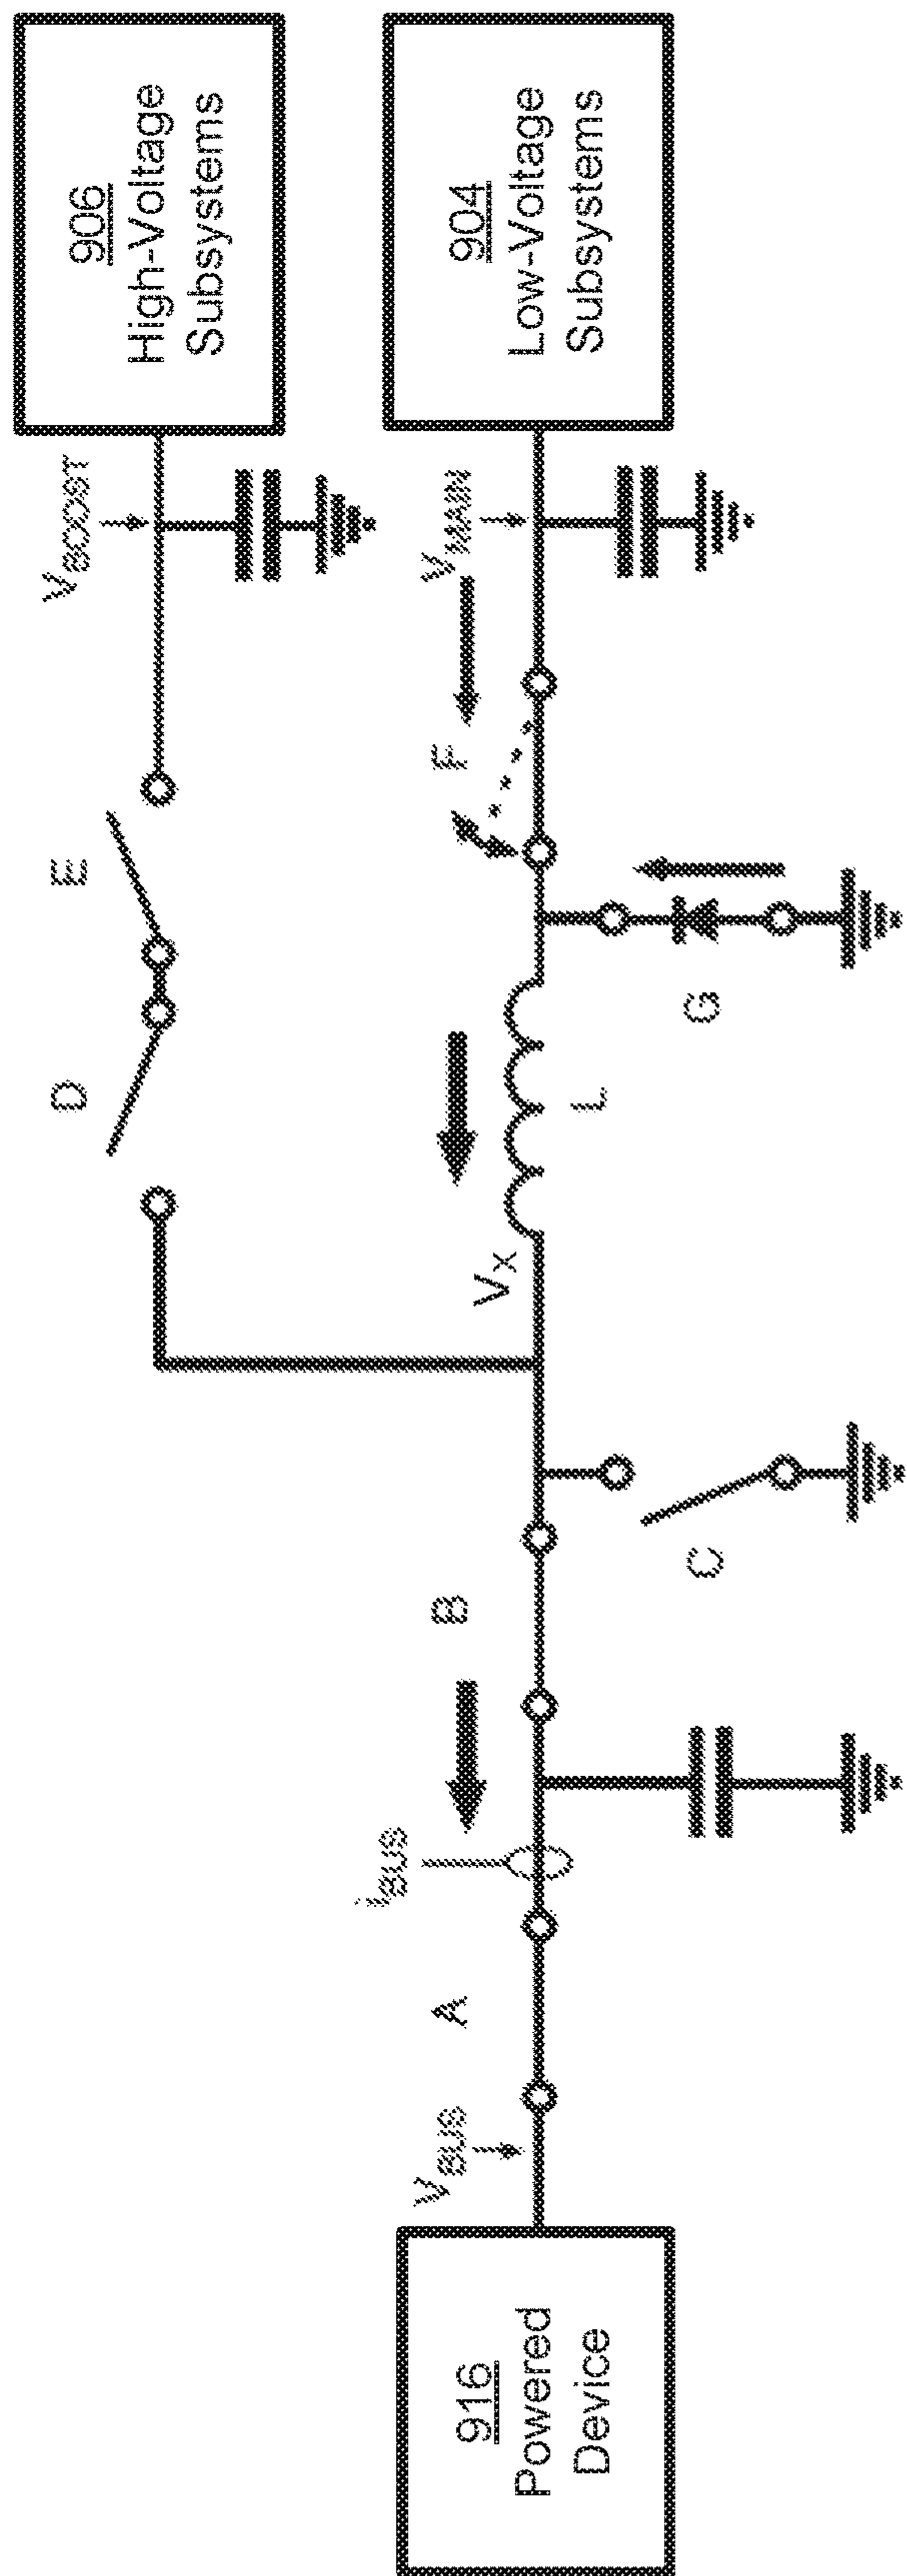 906
High-Voltage
Subsystems
904
Low-Voltage
Subsystems
VBOOST
VMAIN
E
D
F
G
L
VX
C
B
iBUS
A
VBUS
916
Powered
Device